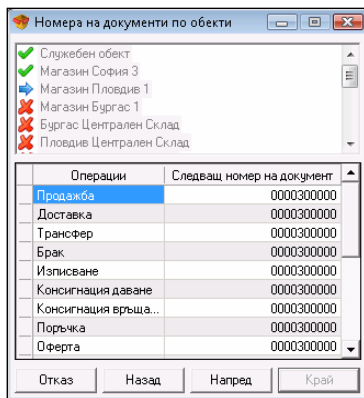 Номера на документи по обекти
Служебен обект
Магазин София 3
Магазин Пловдив 1
Магазин Бургас 1
Бургас Централен Склад
Пловдив Централен Склад
Операции Следващ номер на документ
Продажба 0000300000
Доставка 0000300000
Трансфер 0000300000
Брак 0000300000
Изписване 0000300000
Консигнация даване 0000300000
Консигнация връща... 0000300000
Поръчка 0000300000
Оферта 0000300000
Отказ Назад Напред Край